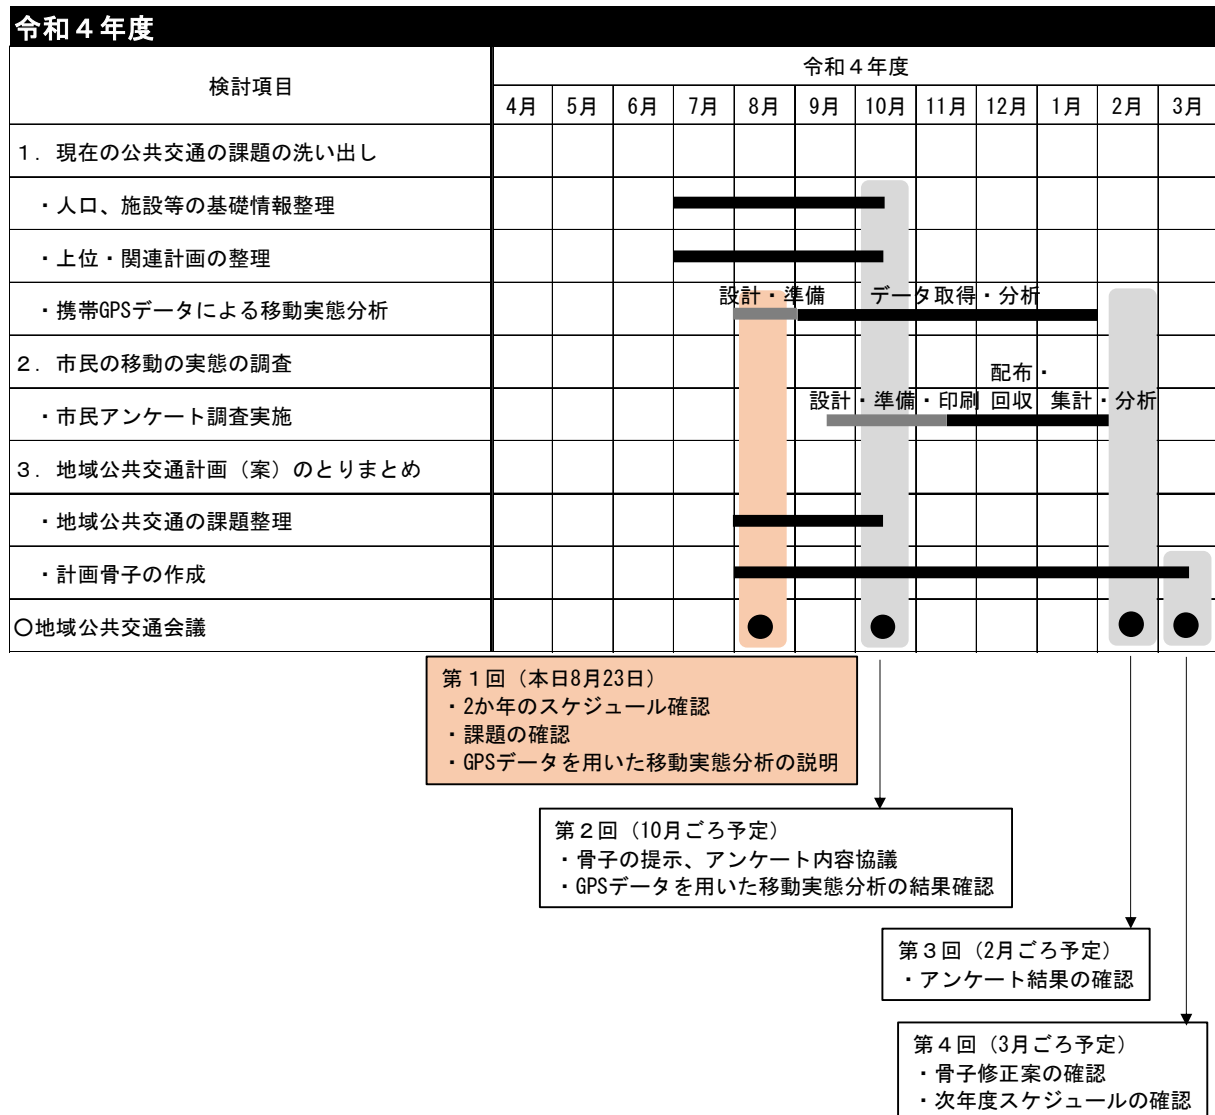 令和４年度
検討項目
令和４年度
4月 5月 6月 7月 8月 9月 10月 11月 12月 1月 2月 3月
１．現在の公共交通の課題の洗い出し
・人口、施設等の基礎情報整理
・上位・関連計画の整理
・携帯GPSデータによる移動実態分析
設計・準備 データ取得・分析
２．市民の移動の実態の調査
・市民アンケート調査実施
設計・準備・印刷
配布・
回収
集計・分析
３．地域公共交通計画（案）のとりまとめ
・地域公共交通の課題整理
・計画骨子の作成
○地域公共交通会議
第１回（本日8月23日）
・2か年のスケジュール確認
・課題の確認
・GPSデータを用いた移動実態分析の説明
第２回（10月ごろ予定）
・骨子の提示、アンケート内容協議
・GPSデータを用いた移動実態分析の結果確認
第３回（2月ごろ予定）
・アンケート結果の確認
第４回（3月ごろ予定）
・骨子修正案の確認
・次年度スケジュールの確認